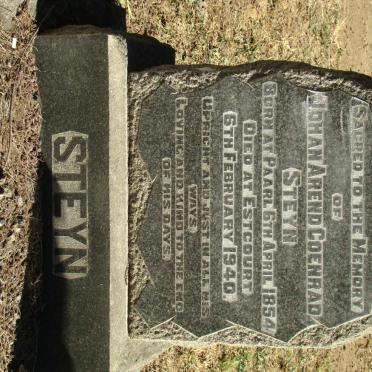 SACRED TO THE MEMORY
OF
JOHAN AREND COENRAD
STEYN
BORN AT PAARL 6TH APRIL 1854
DIED AT ESTCOURT
6TH FEBRUARY 1940
UPRIGHT AND JUST IN ALL HIS
WAYS
LOVING AND KIND TO THE END
OF HIS DAYS
STEYN